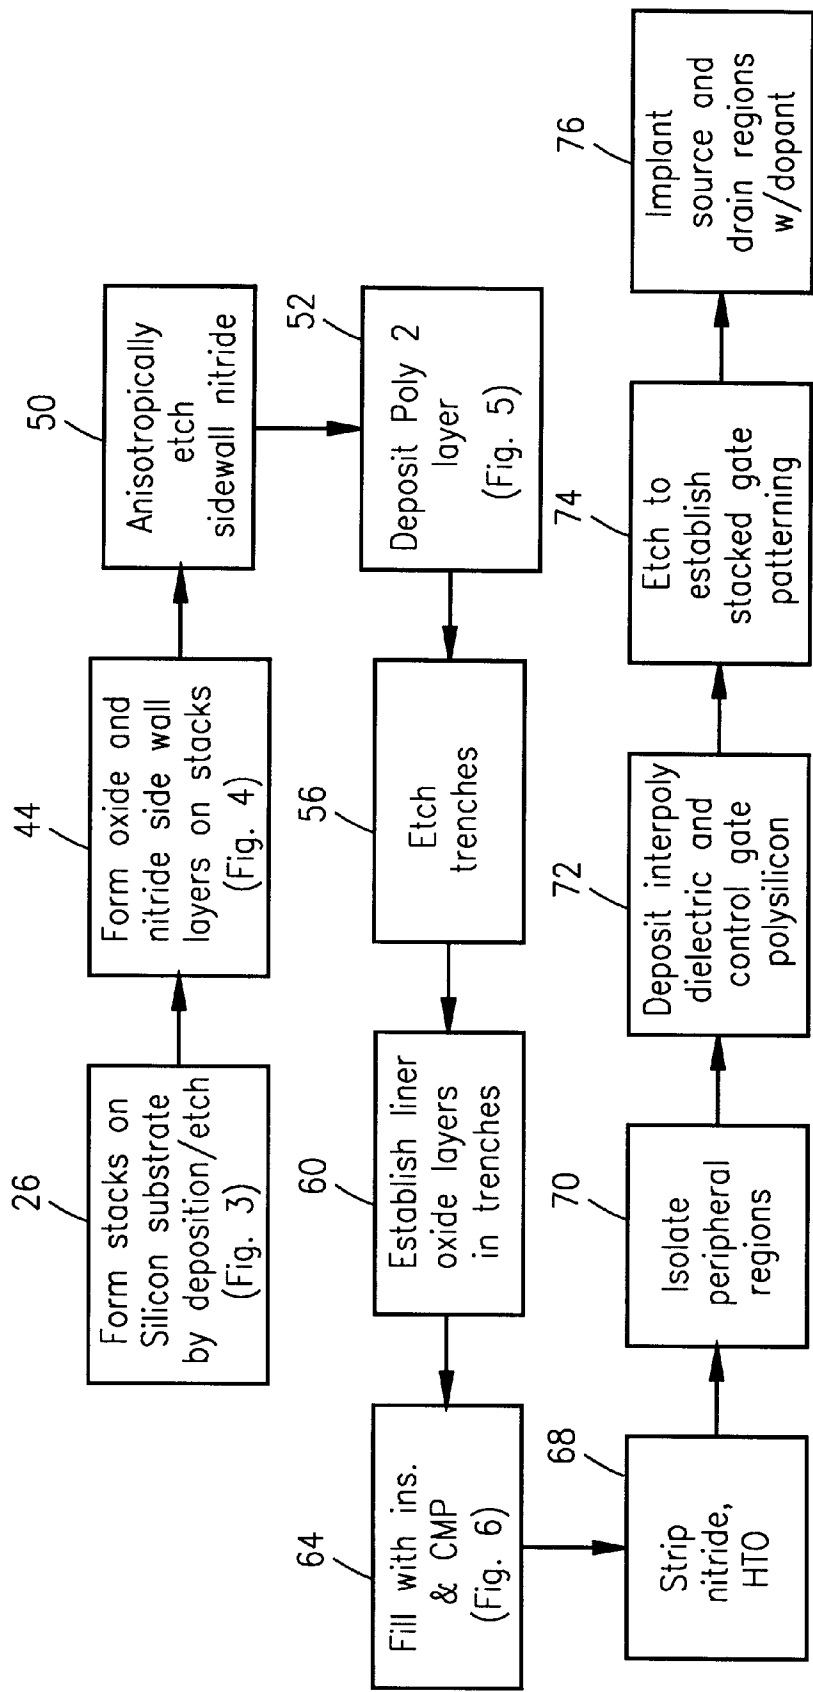 26
Form stacks on
Silicon substrate
by deposition/etch
(Fig. 3)
44
Form oxide and
nitride side wall
layers on stacks
(Fig. 4)
50
Anisotropically
etch
sidewall nitride
52
Deposit Poly 2
layer
(Fig. 5)
56
Etch
trenches
60
Establish liner
oxide layers
in trenches
64
Fill with ins.
& CMP
(Fig. 6)
68
Strip
nitride,
HTO
70
Isolate
peripheral
regions
72
Deposit interpoly
dielectric and
control gate
polysilicon
74
Etch to
establish
stacked gate
patterning
76
Implant
source and
drain regions
w/dopant